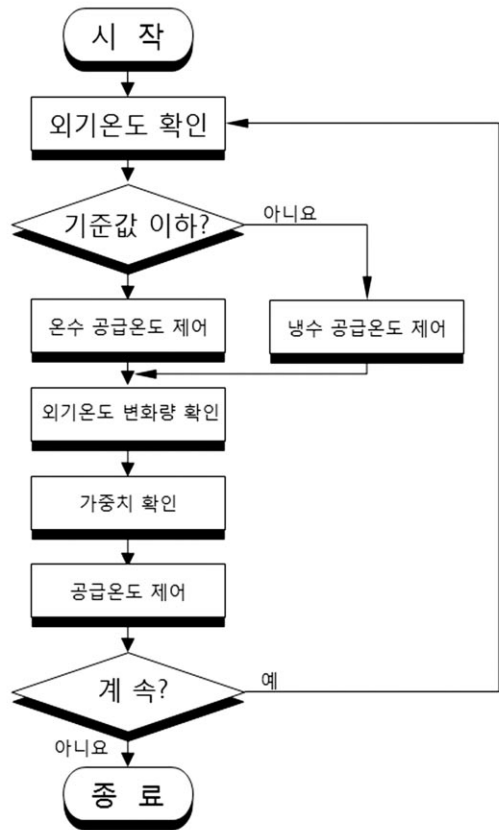 시 작
외기온도 확인
기준값 이하?
아니요
온수 공급온도 제어
냉수 공급온도 제어
외기온도 변화량 확인
가중치 확인
공급온도 제어
계 속?
예
아니요
종 료